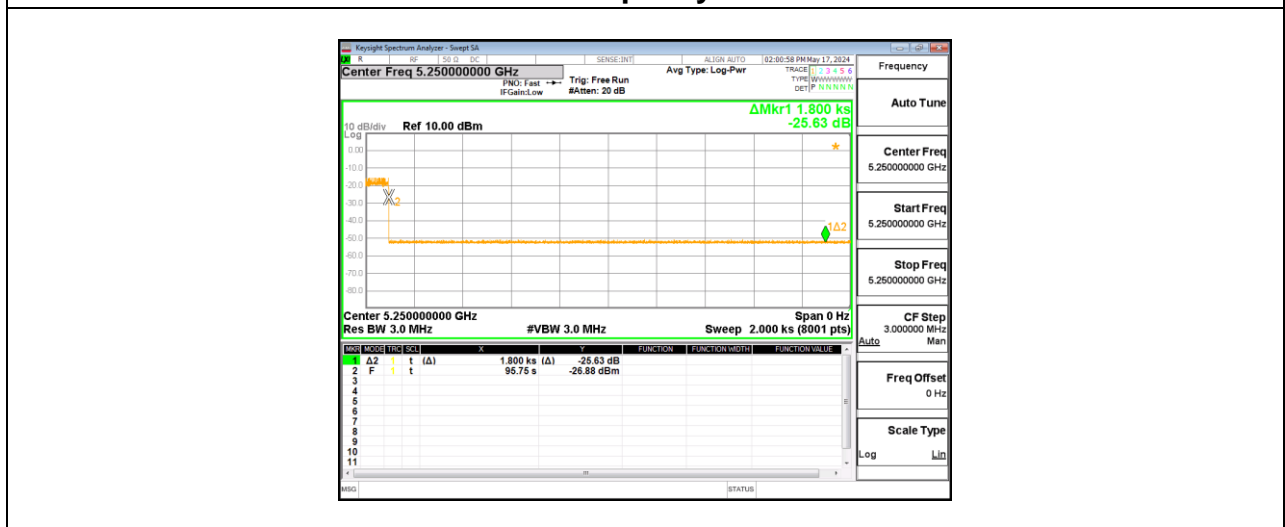 Keysight Spectrum Analyzer - Swept SA
R RF 50 Ω DC SENSE:INT ALIGN AUTO 02:00:58 PM May 17, 2024
Center Freq 5.250000000 GHz
PNO: Fast
IFGain:Low
Trig: Free Run
#Atten: 20 dB
Avg Type: Log-Pwr
TRACE 1 2 3 4 5 6
TYPE WWWWWW
DET P N N N N N
ΔMkr1 1.800 ks
-25.63 dB
10 dB/div Ref 10.00 dBm
Log
0.00
-10.0
-20.0
-30.0
-40.0
-50.0
-60.0
-70.0
-80.0
*
2
1Δ2
Center 5.250000000 GHz Span 0 Hz
Res BW 3.0 MHz #VBW 3.0 MHz Sweep 2.000 ks (8001 pts)
MKR MODE TRC SCL X Y FUNCTION FUNCTION WIDTH FUNCTION VALUE
1 Δ2 1 t (Δ) 1.800 ks (Δ) -25.63 dB
2 F 1 t 95.75 s -26.88 dBm
3
4
5
6
7
8
9
10
11
MSG STATUS
Frequency
Auto Tune
Center Freq
5.250000000 GHz
Start Freq
5.250000000 GHz
Stop Freq
5.250000000 GHz
CF Step
3.000000 MHz
Auto Man
Freq Offset
0 Hz
Scale Type
Log Lin